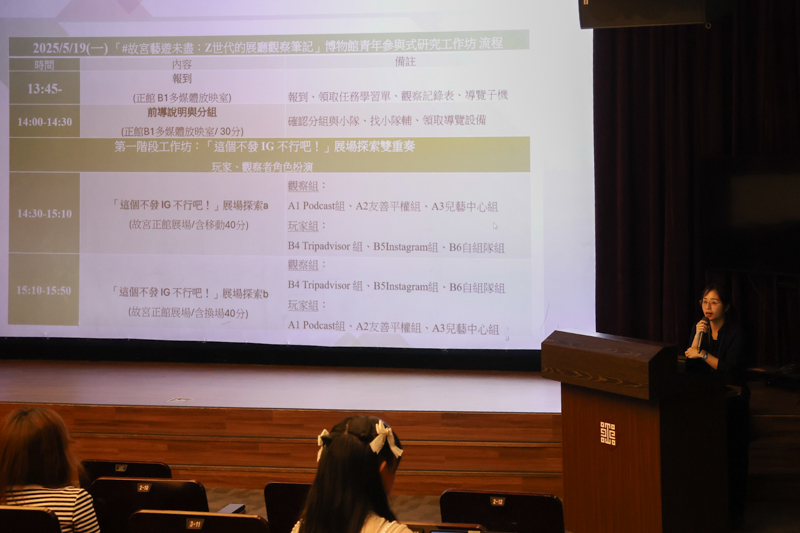 2025/5/19(一)「#故宮藝遊未盡:Z世代的展廳觀察筆記」博物館青年參與式研究工作坊 流程
時間 內容 備註
13:45- 報到
(正館 B1多媒體放映室) 報到、領取任務學習單、觀察記錄表、導覽子機
14:00-14:30 前導說明與分組
(正館B1多媒體放映室/ 30分) 確認分組與小隊、找小隊輔、領取導覽設備
第一階段工作坊:「這個不發 IG 不行吧!」展場探索雙重奏
玩家、觀察者角色扮演
14:30-15:10 「這個不發 IG 不行吧!」展場探索a
(故宮正館展場/含移動40分)
觀察組:
A1 Podcast組、A2友善平權組、A3兒藝中心組
玩家組:
B4 Tripadvisor 組、B5Instagram組、B6自組隊組
15:10-15:50 「這個不發 IG 不行吧!」展場探索b
(故宮正館展場/含換場40分)
觀察組:
B4 Tripadvisor 組、B5Instagram組、B6自組隊組
玩家組:
A1 Podcast組、A2友善平權組、A3兒藝中心組